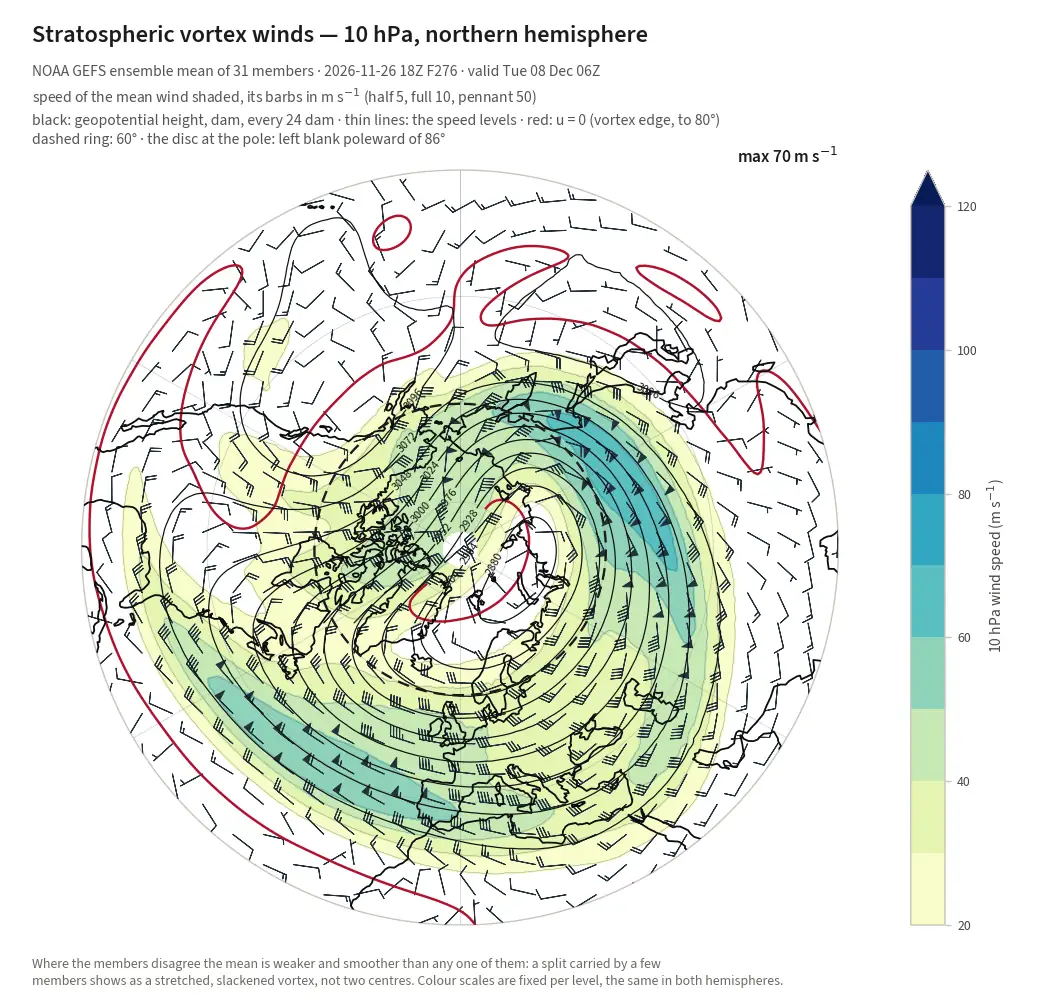 Stratospheric vortex winds — 10 hPa, northern hemisphere
NOAA GEFS ensemble mean of 31 members · 2026-11-26 18Z F276 · valid Tue 08 Dec 06Z
speed of the mean wind shaded, its barbs in m s⁻¹ (half 5, full 10, pennant 50)
black: geopotential height, dam, every 24 dam · thin lines: the speed levels · red: u = 0 (vortex edge, to 80°)
dashed ring: 60° · the disc at the pole: left blank poleward of 86°
max 70 m s⁻¹
120
100
80
60
40
20
10 hPa wind speed (m s⁻¹)
3096
3072
3048
3024
3000
2928
2880
Where the members disagree the mean is weaker and smoother than any one of them: a split carried by a few
members shows as a stretched, slackened vortex, not two centres. Colour scales are fixed per level, the same in both hemispheres.